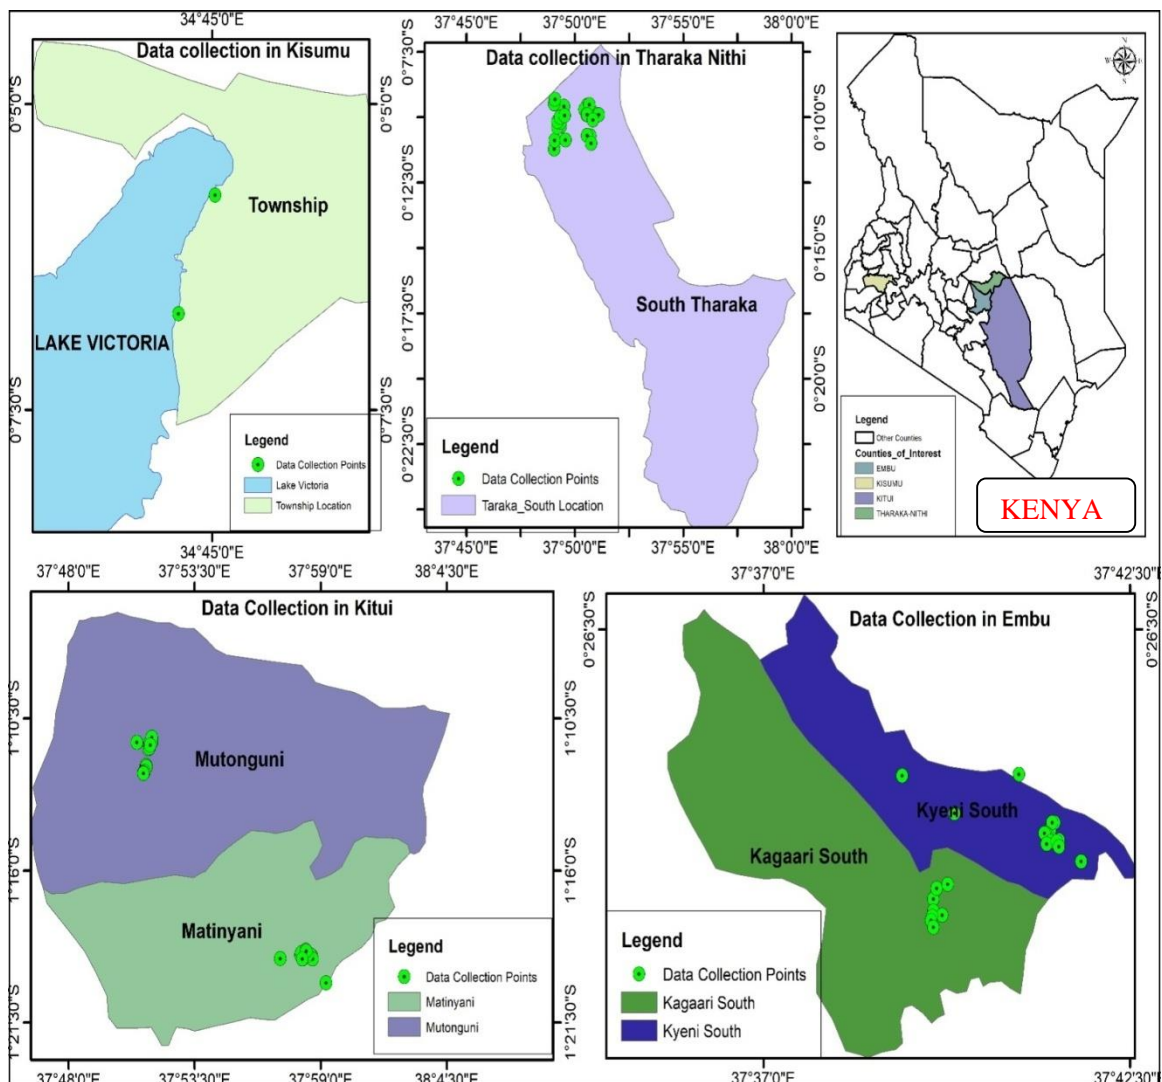 34°45'0"E
Data collection in Kisumu
0°5'0"S
0°5'0"S
Township
LAKE VICTORIA
0°7'30"S
0°7'30"S
Legend
Data Collection Points
Lake Victoria
Township Location
34°45'0"E
37°45'0"E 37°50'0"E 37°55'0"E 38°0'0"E
Data collection in Tharaka Nithi
0°7'30"S
0°10'0"S
0°12'30"S
0°15'0"S
South Tharaka
0°17'30"S
0°20'0"S
0°22'30"S
Legend
Data Collection Points
Taraka_South Location
37°45'0"E 37°50'0"E 37°55'0"E 38°0'0"E
N
W
S
Legend
Other Counties
Counties_of_Interest
EMBU
KISUMU
KITUI
THARAKA-NITHI
KENYA
37°48'0"E 37°53'30"E 37°59'0"E 38°4'30"E
Data Collection in Kitui
1°10'30"S
1°10'30"S
Mutonguni
1°16'0"S
1°16'0"S
Matinyani
Legend
Data Collection Points
Matinyani
Mutonguni
1°21'30"S
1°21'30"S
37°48'0"E 37°53'30"E 37°59'0"E 38°4'30"E
37°37'0"E 37°42'30"E
Data Collection in Embu
0°26'30"S
0°26'30"S
Kyeni South
Kagaari South
Legend
Data Collection Points
Kagaari South
Kyeni South
37°37'0"E 37°42'30"E